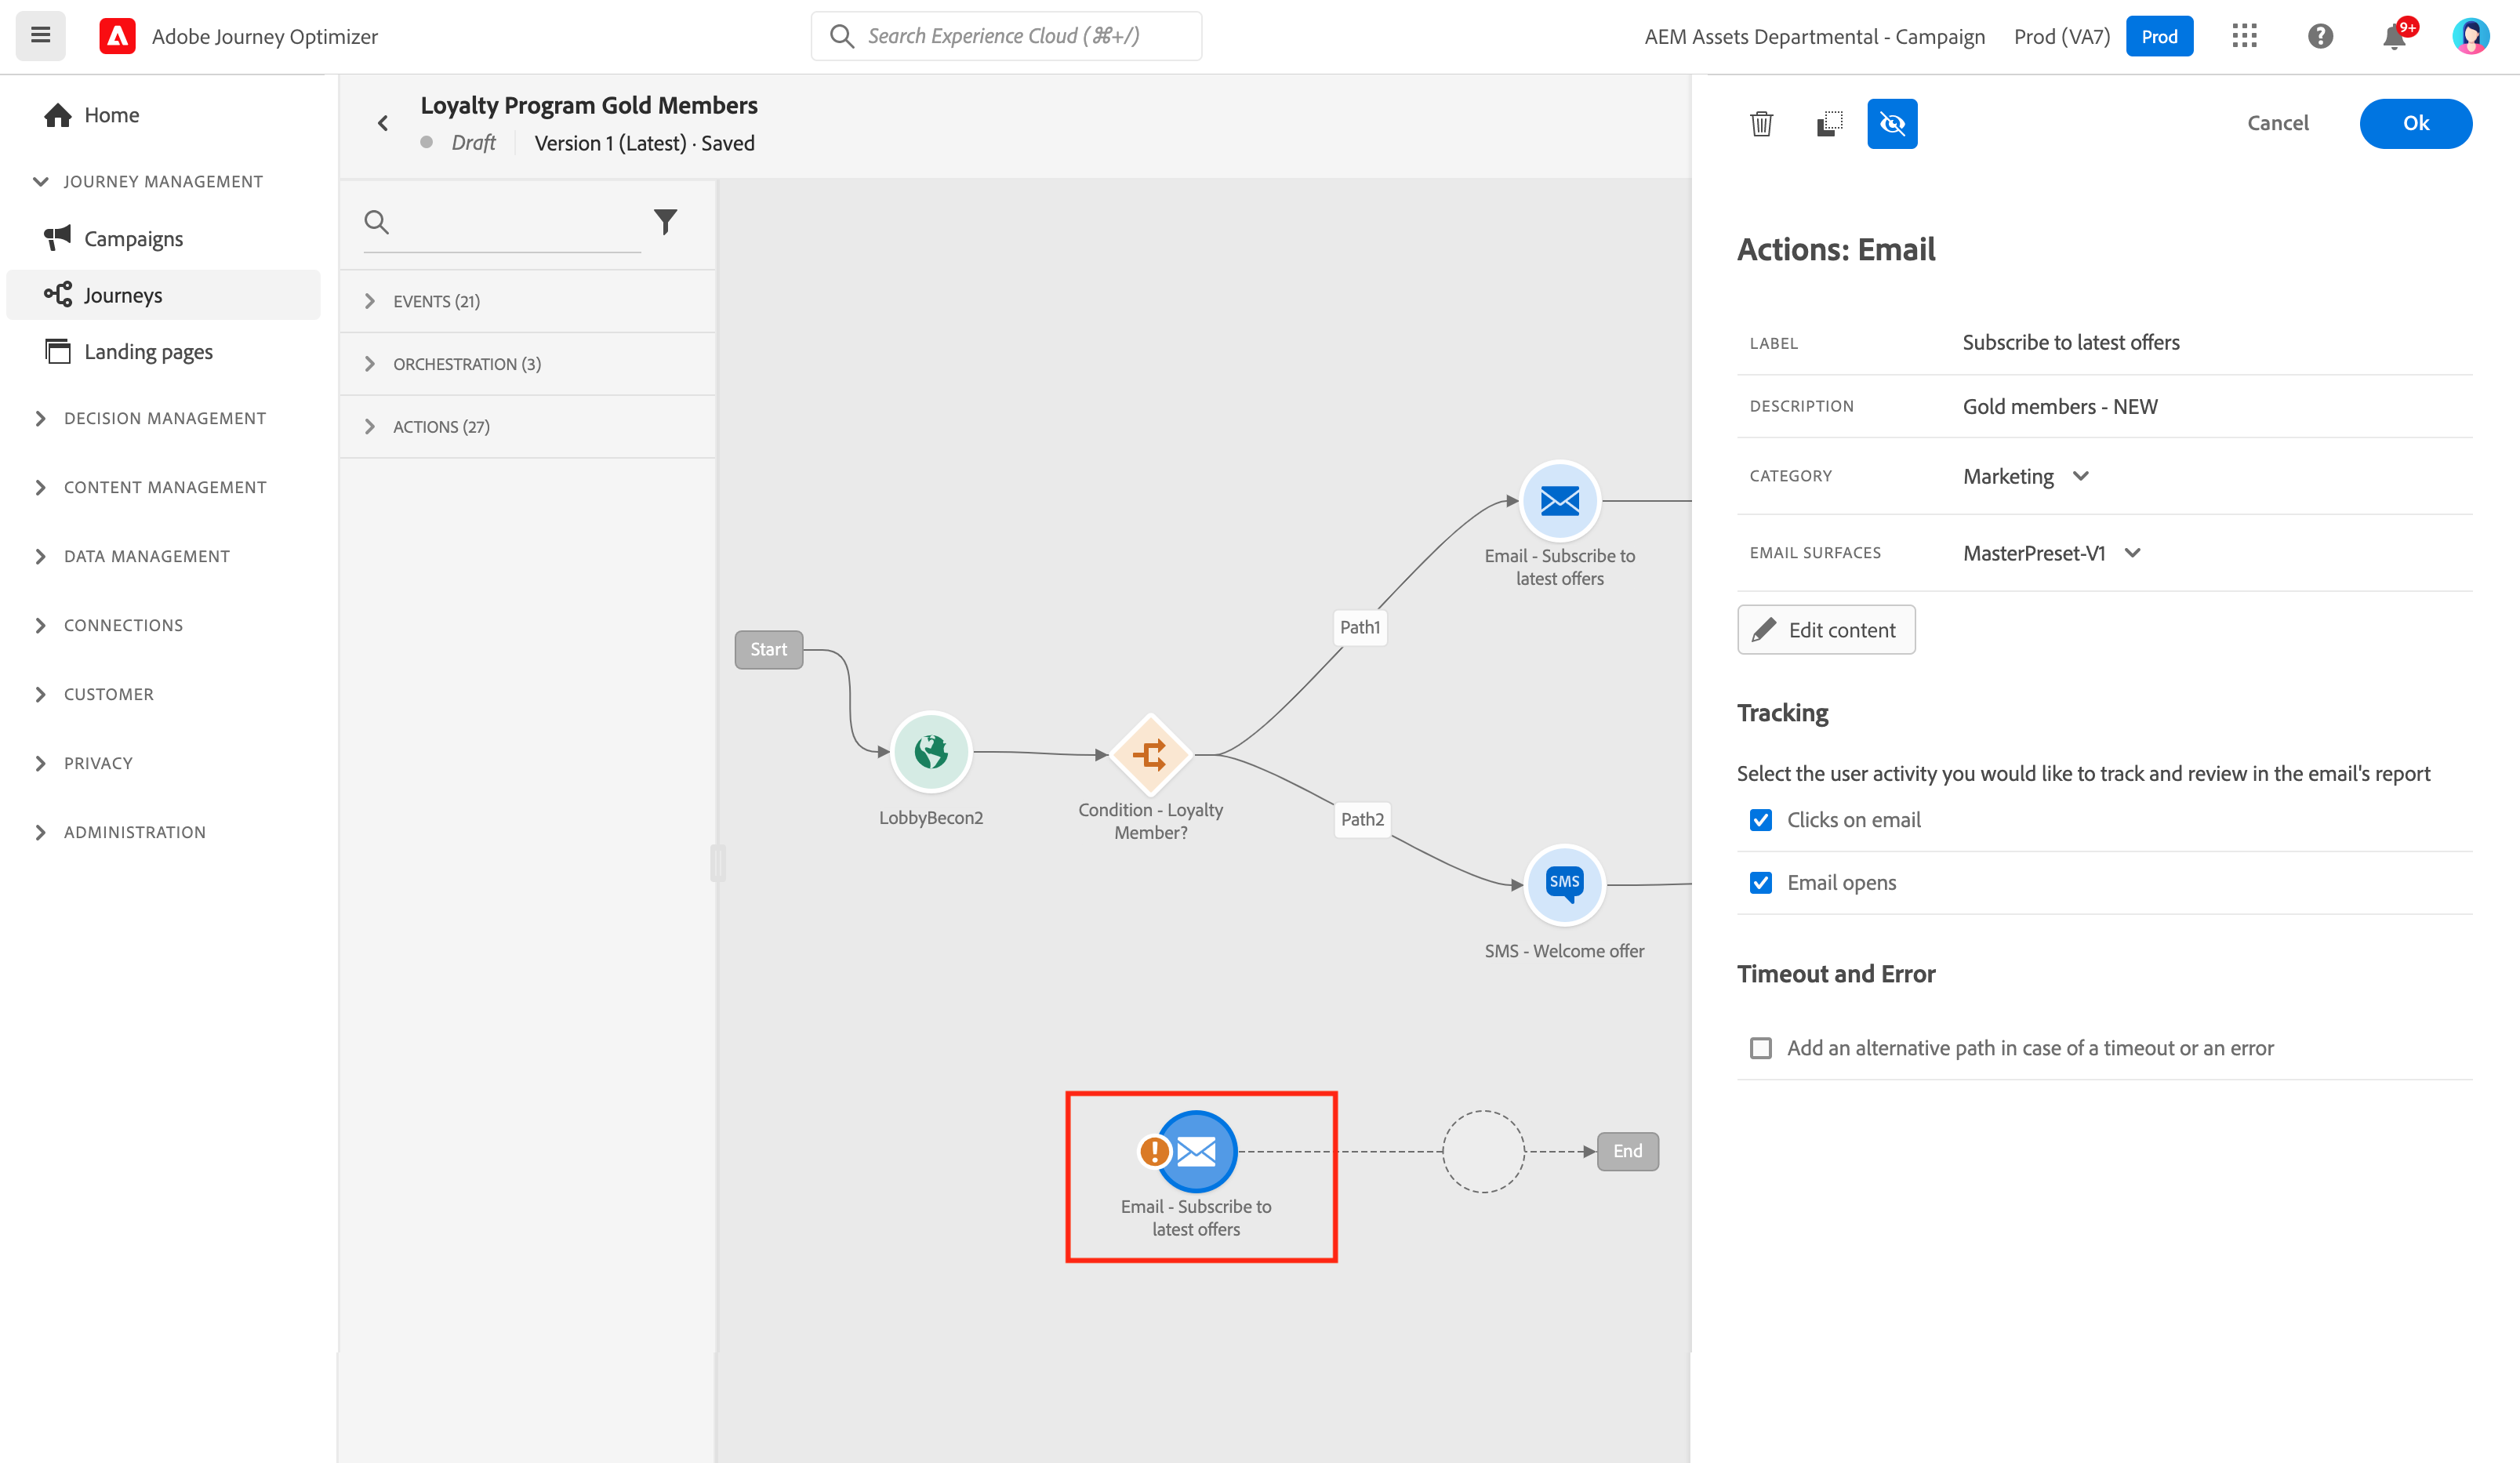 Adobe Journey Optimizer
Search Experience Cloud (⌘+/)
AEM Assets Departmental - Campaign
Prod (VA7)
Prod
9+
Home
JOURNEY MANAGEMENT
Campaigns
Journeys
Landing pages
DECISION MANAGEMENT
CONTENT MANAGEMENT
DATA MANAGEMENT
CONNECTIONS
CUSTOMER
PRIVACY
ADMINISTRATION
Loyalty Program Gold Members
Draft
Version 1 (Latest) · Saved
EVENTS (21)
ORCHESTRATION (3)
ACTIONS (27)
Start
LobbyBecon2
Condition - Loyalty
Member?
Path1
Path2
Email - Subscribe to
latest offers
SMS
SMS - Welcome offer
Email - Subscribe to
latest offers
End
Cancel
Ok
Actions: Email
LABEL
Subscribe to latest offers
DESCRIPTION
Gold members - NEW
CATEGORY
Marketing
EMAIL SURFACES
MasterPreset-V1
Edit content
Tracking
Select the user activity you would like to track and review in the email's report
Clicks on email
Email opens
Timeout and Error
Add an alternative path in case of a timeout or an error